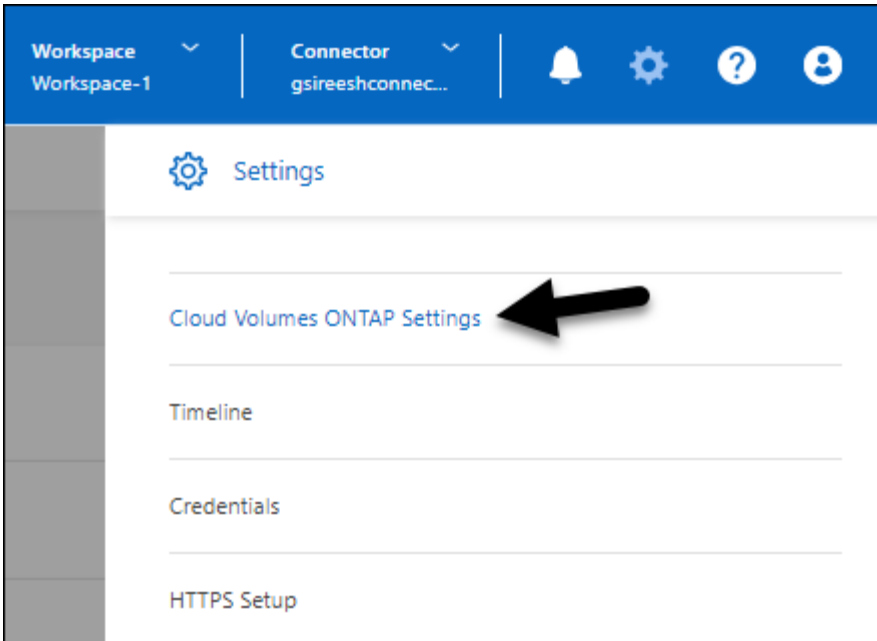 Workspace
Workspace-1
Connector
gsireeshconnec...
Settings
Cloud Volumes ONTAP Settings
Timeline
Credentials
HTTPS Setup